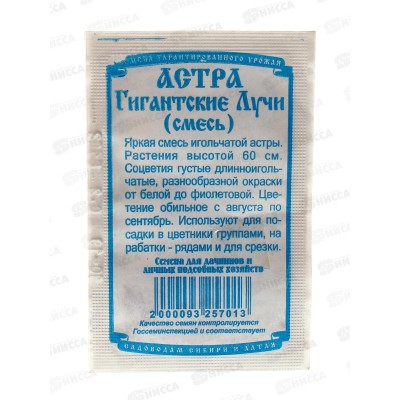 СЕМЕНА ГАРАНТИРОВАННОГО УРОЖАЯ
АСТРА
Гигантские Лучи
(смесь)
Яркая смесь игольчатой астры.
Растения высотой 60 см.
Соцветия густые длинноиголь-
чатые, разнообразной окраски
от белой до фиолетовой. Цве-
тение обильное с августа по
сентябрь. Используют для по-
садки в цветники группами, на
рабатки - рядами и для срезки.
Семена для дачников и
личных подсобных хозяйств
2000093 257013
Качество семян контролируется
Госсеминспекцией и соответствует
САДОВОДАМ СИБИРИ И АЛТАЯ